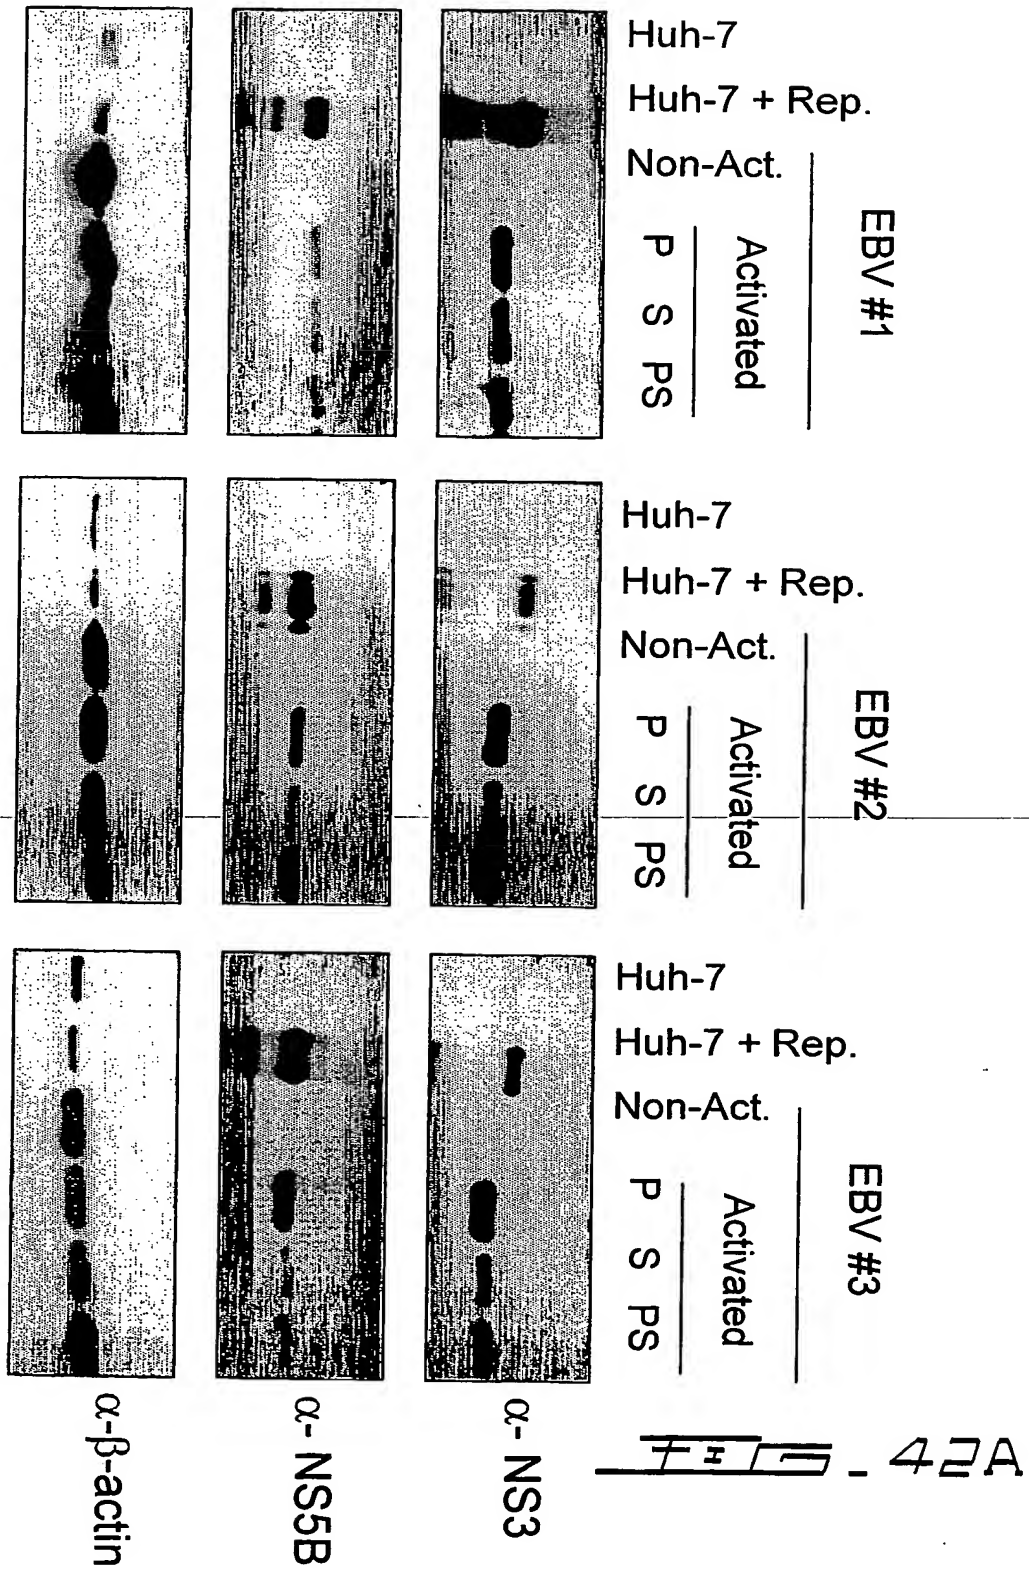 EBV #1
Activated
Huh-7
Huh-7 + Rep.
Non-Act.
P
S
PS
EBV #2
Activated
Huh-7
Huh-7 + Rep.
Non-Act.
P
S
PS
EBV #3
Activated
Huh-7
Huh-7 + Rep.
Non-Act.
P
S
PS
α- NS3
α- NS5B
α-β-actin
FIG. 42A